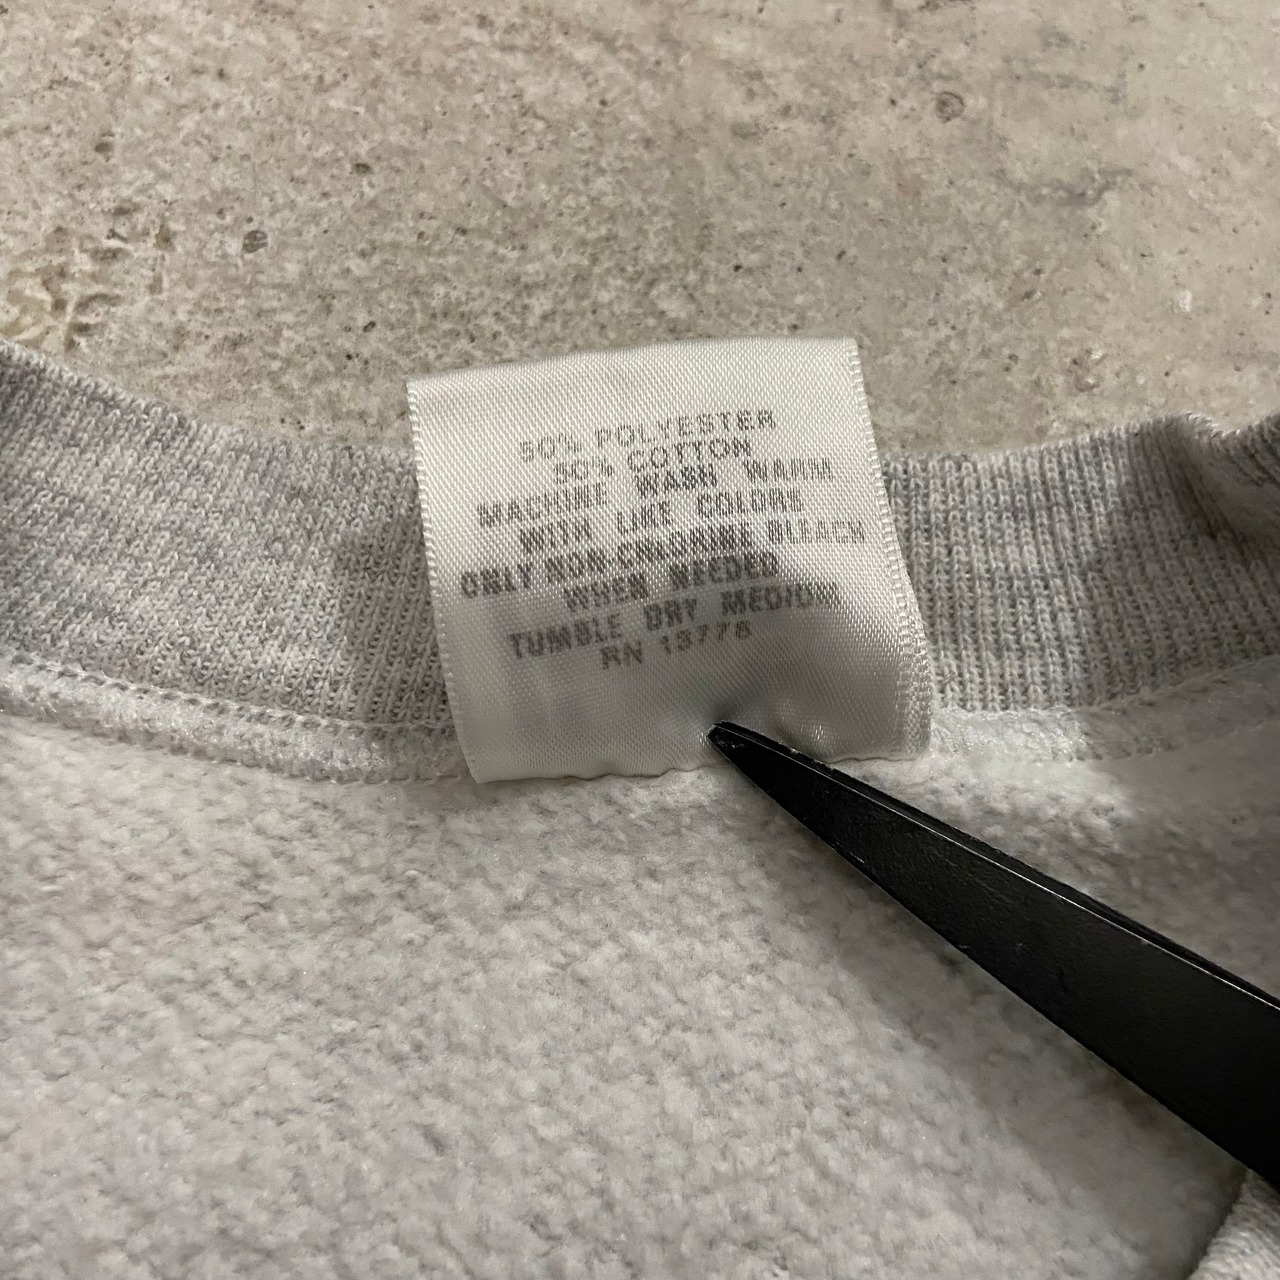 50% POLYESTER
50% COTTON
MACHINE WASH WARM
WITH LIKE COLORS
ONLY NON-CHLORINE BLEACH
WHEN NEEDED
TUMBLE DRY MEDIUM
RN 13776